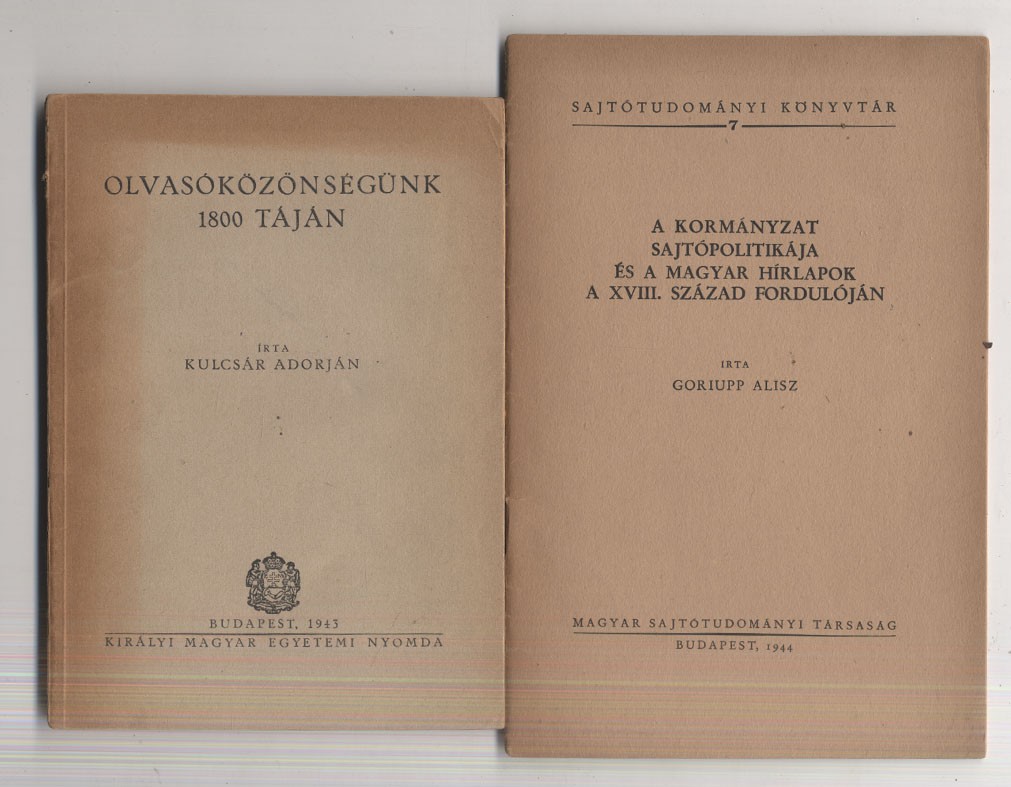 OLVASÓKÖZÖNSÉGÜNK
1800 TÁJÁN
ÍRTA
KULCSÁR ADORJÁN
BUDAPEST, 1943
KIRÁLYI MAGYAR EGYETEMI NYOMDA
SAJTÓTUDOMÁNYI KÖNYVTÁR
7
A KORMÁNYZAT
SAJTÓPOLITIKÁJA
ÉS A MAGYAR HÍRLAPOK
A XVIII. SZÁZAD FORDULÓJÁN
IRTA
GORIUPP ALISZ
MAGYAR SAJTÓTUDOMÁNYI TÁRSASÁG
BUDAPEST, 1944